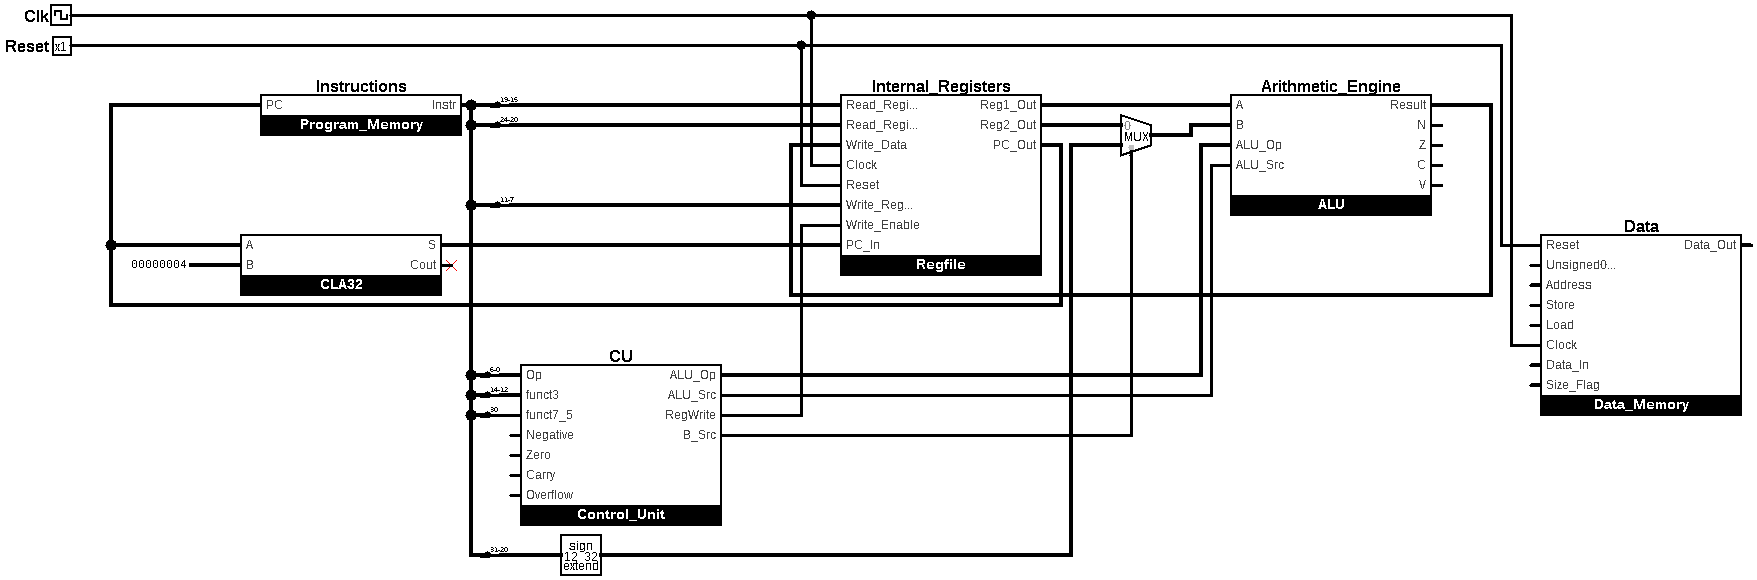 Clk
Reset x1
Instructions
PC Instr
Program_Memory
19-15
24-20
11-7
A S
00000004 B Cout
CLA32
Internal_Registers
Read_Regi... Reg1_Out
Read_Regi... Reg2_Out
Write_Data PC_Out
Clock
Reset
Write_Reg...
Write_Enable
PC_In
Regfile
0
MUX
Arithmetic_Engine
A Result
B N
ALU_Op Z
ALU_Src C
V
ALU
Data
Reset Data_Out
Unsigned0...
Address
Store
Load
Clock
Data_In
Size_Flag
Data_Memory
CU
6-0 Op ALU_Op
14-12 funct3 ALU_Src
30 funct7_5 RegWrite
Negative B_Src
Zero
Carry
Overflow
Control_Unit
31-20
sign
12 32
extend